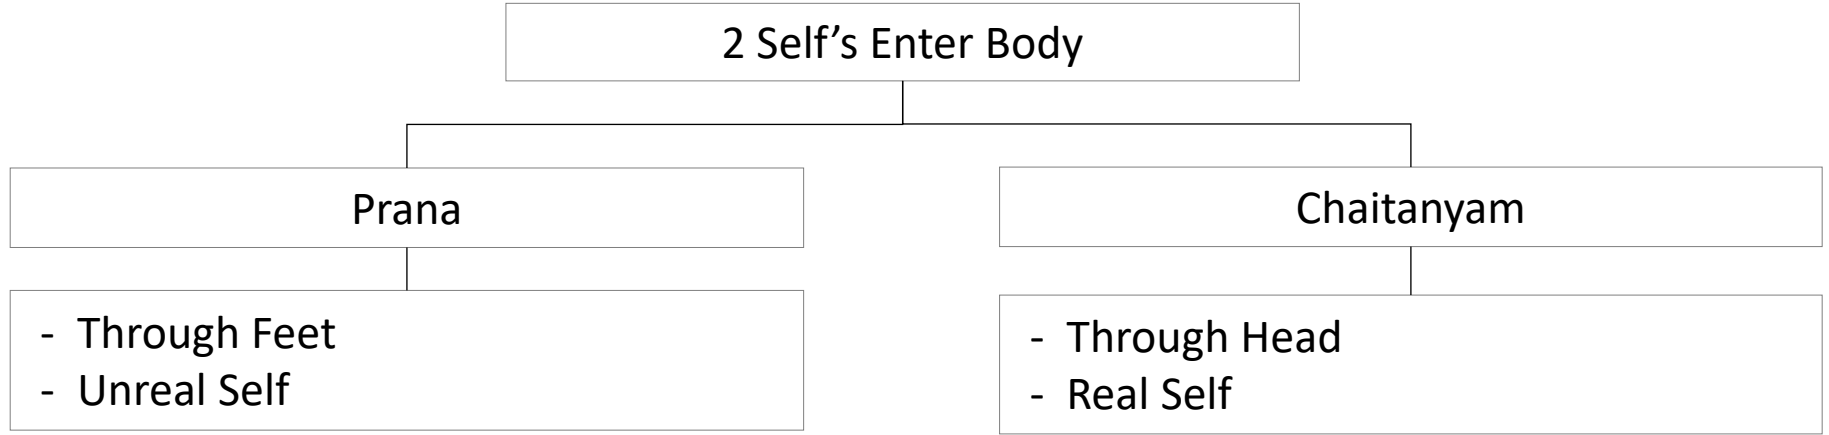 2 Self’s Enter Body
Prana
Chaitanyam
- Through Feet
- Unreal Self
- Through Head
- Real Self